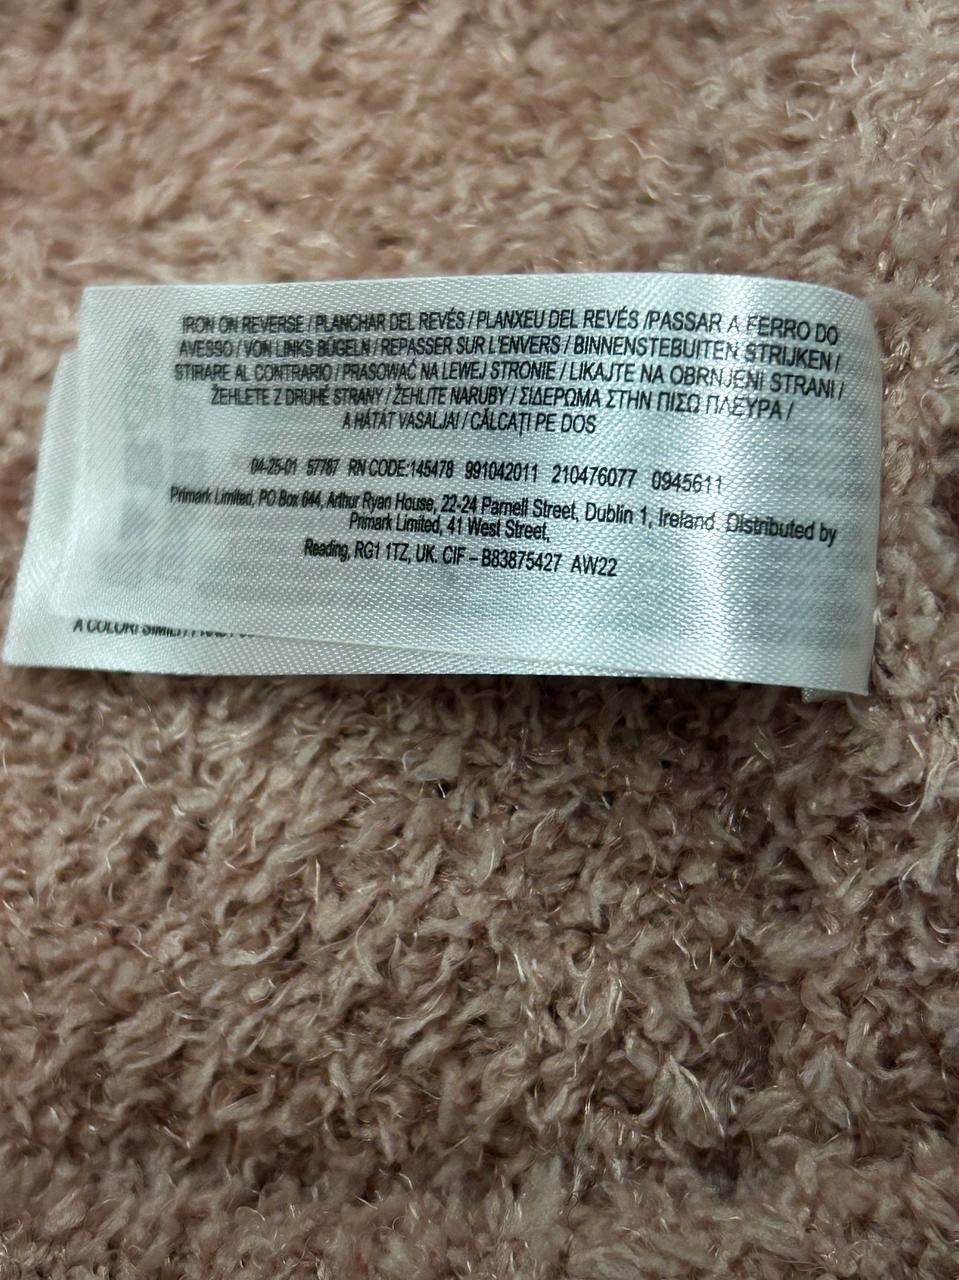 IRON ON REVERSE / PLANCHAR DEL REVÉS / PLANXEU DEL REVÉS /PASSAR A FERRO DO
AVESSO / VON LINKS BÜGELN / REPASSER SUR L'ENVERS / BINNENSTEBUITEN STRIJKEN /
STIRARE AL CONTRARIO / PRASOWAĆ NA LEWEJ STRONIE / LIKAJTE NA OBRNJENI STRANI /
ŽEHLETE Z DRUHÉ STRANY / ŽEHLITE NARUBY / ΣΙΔΕΡΩΜΑ ΣΤΗΝ ΠΙΣΩ ΠΛΕΥΡΑ /
A HÁTÁT VASALJA! / CĂLCAȚI PE DOS
04-25-01 57787 RN CODE:145478 991042011 210476077 0945611
Primark Limited, PO Box 644, Arthur Ryan House, 22-24 Parnell Street, Dublin 1, Ireland. Distributed by
Primark Limited, 41 West Street,
Reading, RG1 1TZ, UK. CIF – B83875427 AW22
A COLORI SIMILI